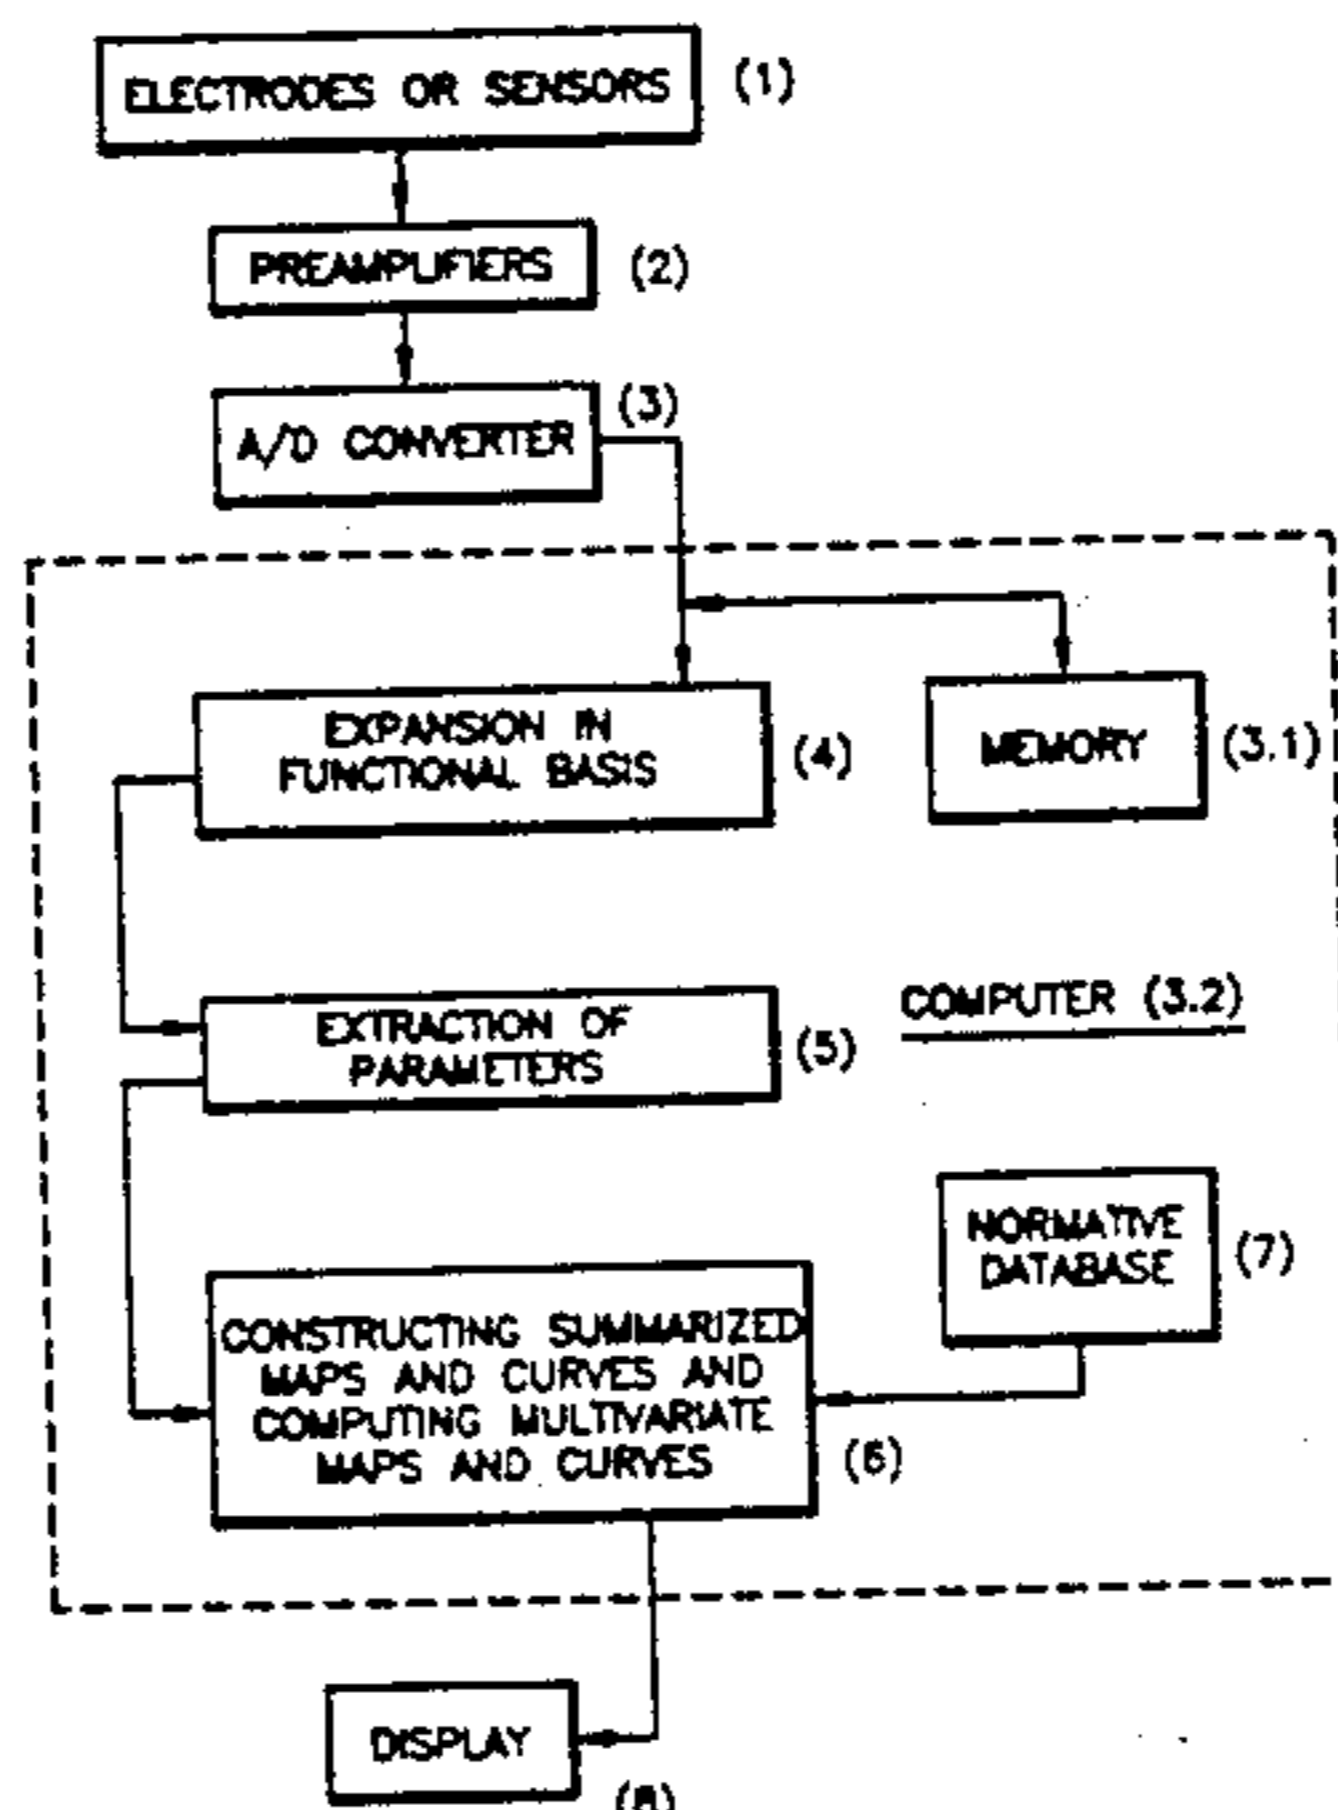 ELECTRODES OR SENSORS (1)
PREAMPLIFIERS (2)
A/D CONVERTER (3)
EXPANSION IN
FUNCTIONAL BASIS (4)
MEMORY (3.1)
EXTRACTION OF
PARAMETERS (5)
COMPUTER (3.2)
NORMATIVE
DATABASE (7)
CONSTRUCTING SUMMARIZED
MAPS AND CURVES AND
COMPUTING MULTIVARIATE
MAPS AND CURVES (6)
DISPLAY
(8)